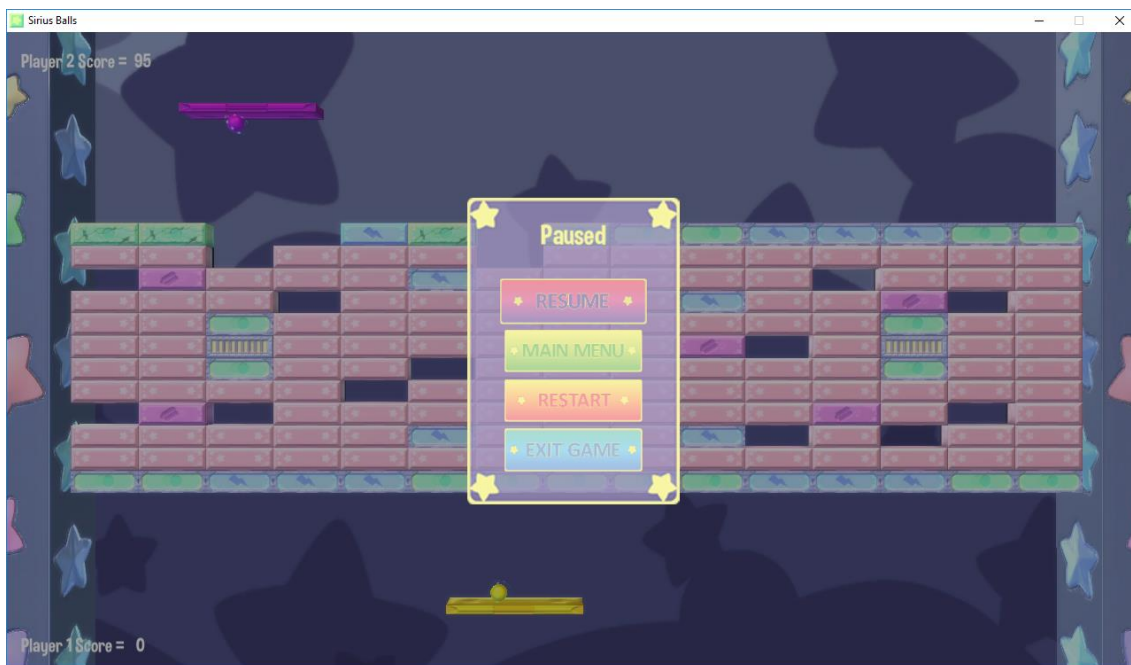 Sirius Balls
Player 2 Score = 95
Paused
RESUME
MAIN MENU
RESTART
EXIT GAME
Player 1 Score = 0